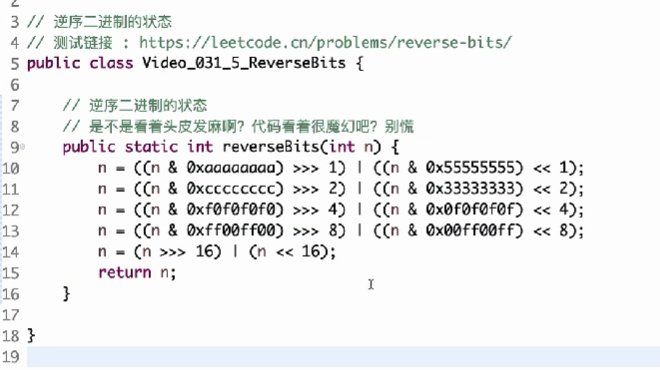 2
3 // 逆序二进制的状态
4 // 测试链接 : https://leetcode.cn/problems/reverse-bits/
5 public class Video_031_5_ReverseBits {
6
7 // 逆序二进制的状态
8 // 是不是看着头皮发麻啊？代码看着很魔幻吧？别慌
9 public static int reverseBits(int n) {
10 n = ((n & 0xaaaaaaaa) >>> 1) | ((n & 0x55555555) << 1);
11 n = ((n & 0xcccccccc) >>> 2) | ((n & 0x33333333) << 2);
12 n = ((n & 0xf0f0f0f0) >>> 4) | ((n & 0x0f0f0f0f) << 4);
13 n = ((n & 0xff00ff00) >>> 8) | ((n & 0x00ff00ff) << 8);
14 n = (n >>> 16) | (n << 16);
15 return n;
16 }
17
18 }
19